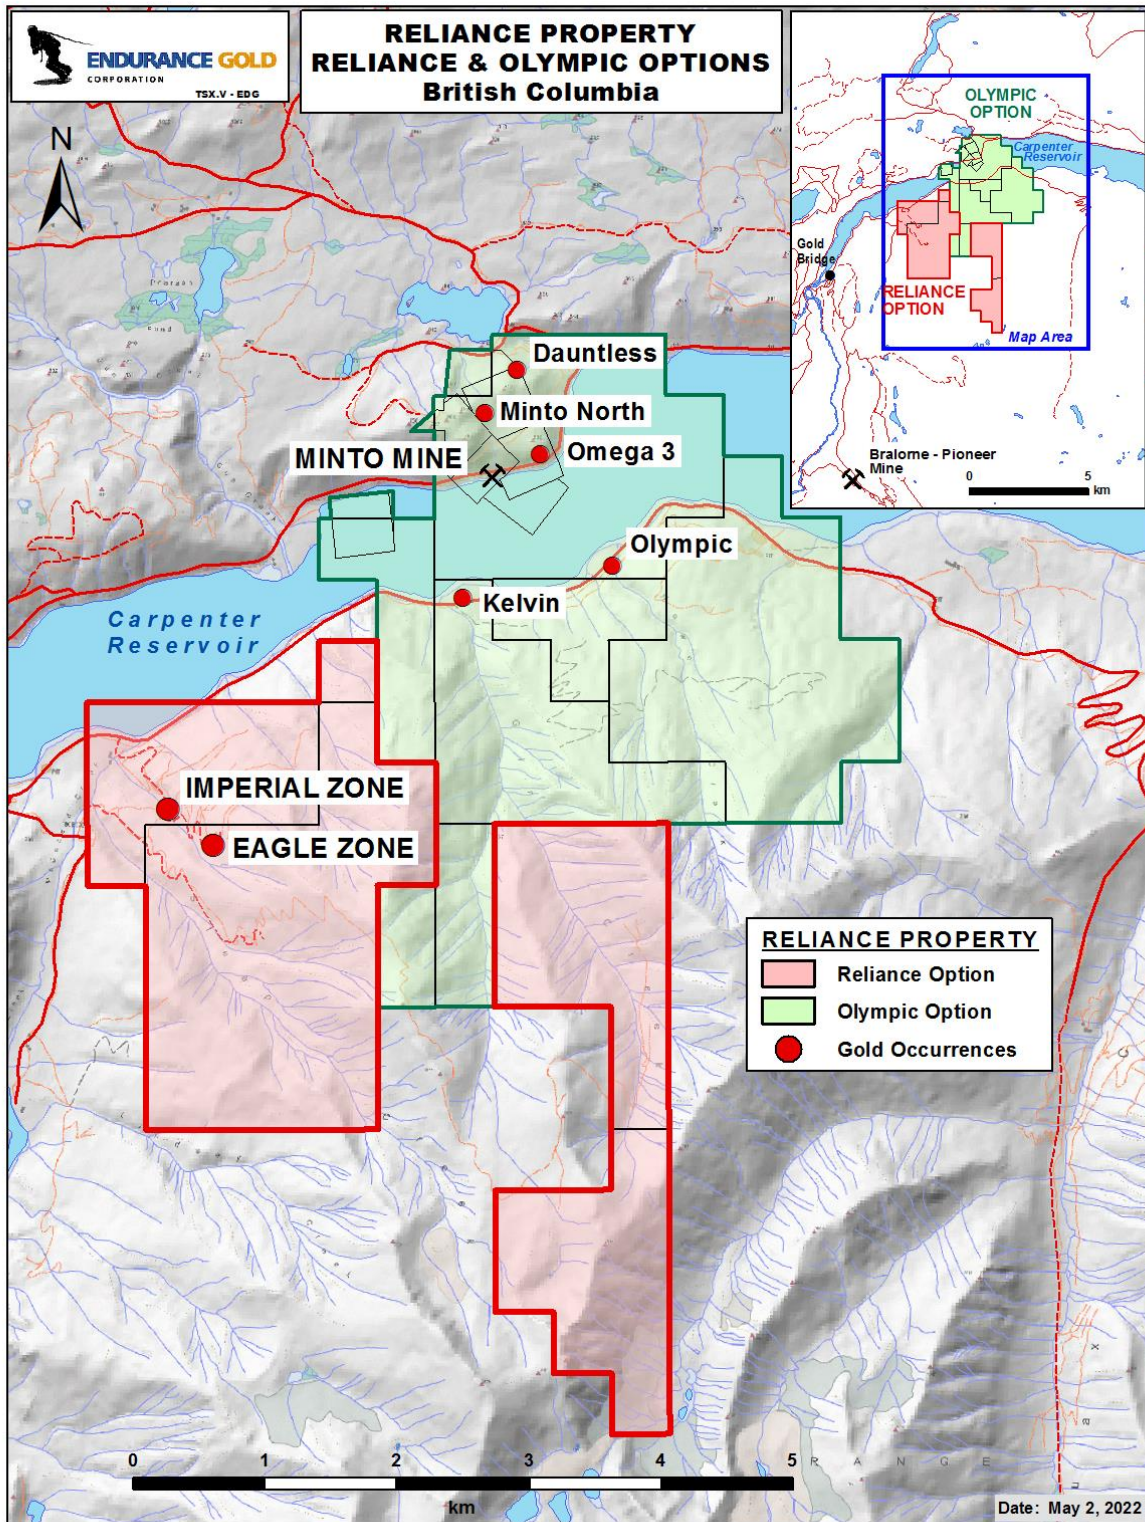 ENDURANCE GOLD
CORPORATION
TSX.V - EDG
RELIANCE PROPERTY
RELIANCE & OLYMPIC OPTIONS
British Columbia
N
OLYMPIC
OPTION
Carpenter
Reservoir
Gold
Bridge
RELIANCE
OPTION
Map Area
Bralorne - Pioneer
Mine
0 5
km
Dauntless
Minto North
Omega 3
MINTO MINE
Olympic
Kelvin
Carpenter
Reservoir
IMPERIAL ZONE
EAGLE ZONE
RELIANCE PROPERTY
Reliance Option
Olympic Option
Gold Occurrences
0 1 2 3 4 5
km
RANGE
Date: May 2, 2022